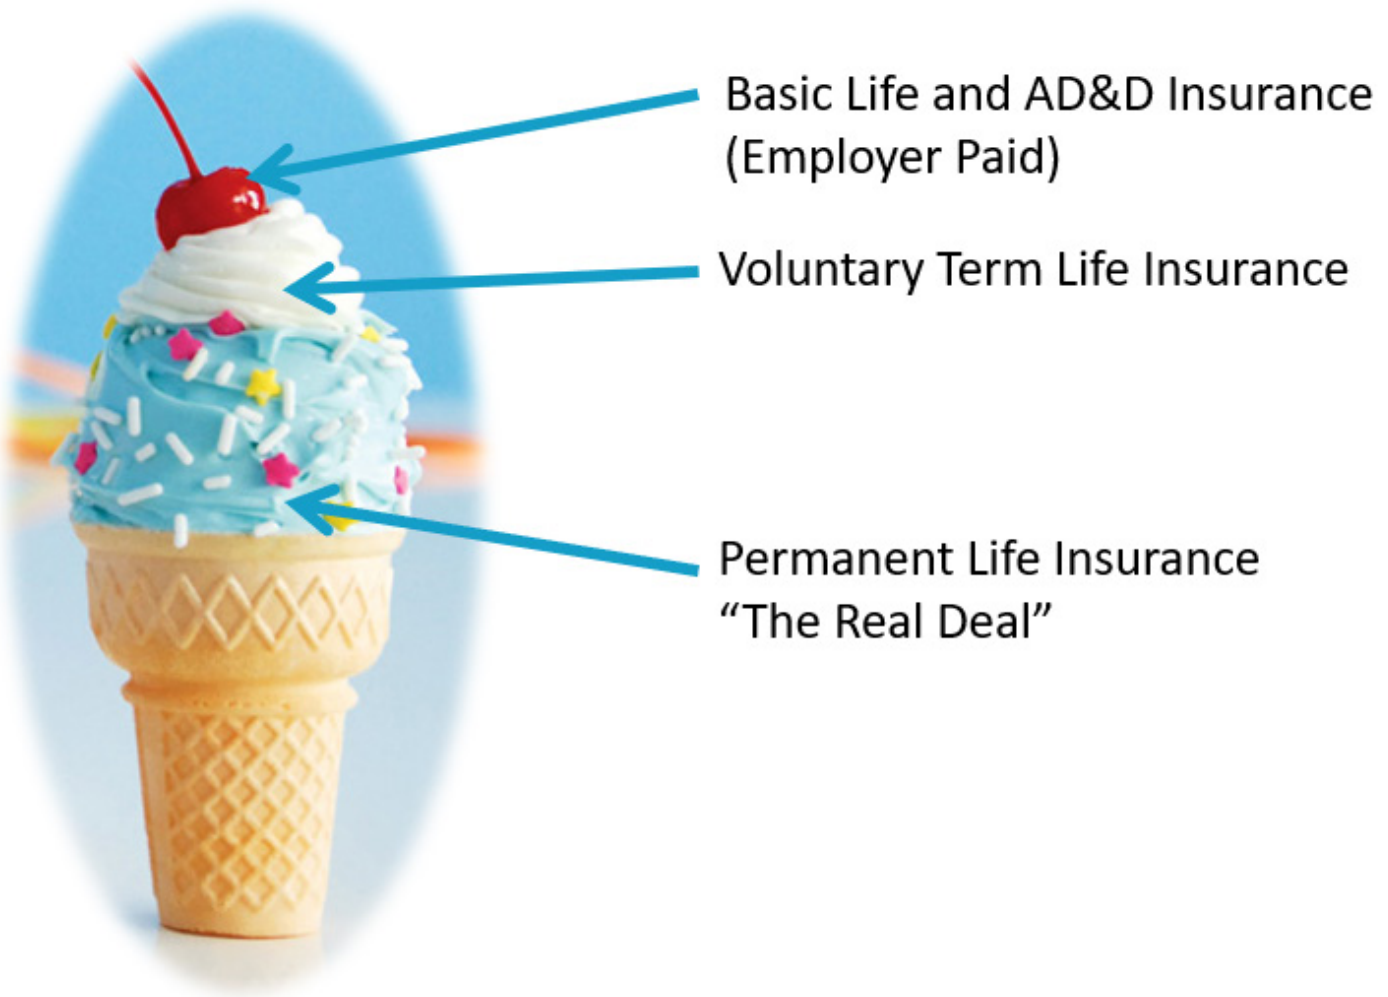 Basic Life and AD&D Insurance
(Employer Paid)
Voluntary Term Life Insurance
Permanent Life Insurance
“The Real Deal”